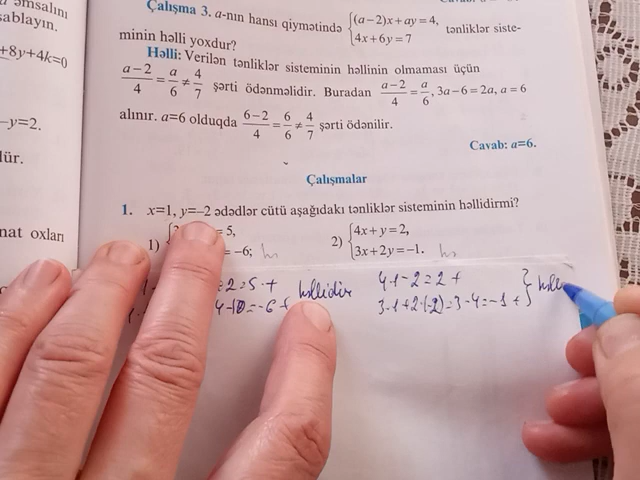 əmsalını
sablayın.
+8y+4k=0
–y=2.
lür.
nat oxları
Çalışma 3. a-nın hansı qiymətində {(a−2)x+ay=4, 4x+6y=7 tənliklər siste-
minin həlli yoxdur?
Həlli: Verilən tənliklər sisteminin həllinin olmaması üçün
(a−2)/4 = a/6 ≠ 4/7 şərti ödənməlidir. Buradan (a−2)/4 = a/6, 3a−6=2a, a=6
alınır. a=6 olduqda (6−2)/4 = 6/6 ≠ 4/7 şərti ödənilir.
Cavab: a=6.
Çalışmalar
1. x=1, y=–2 ədədlər cütü aşağıdakı tənliklər sisteminin həllidirmi?
1) =5, =–6; 2) {4x+y=2, 3x+2y=–1.
2=5+ həllidir 4·1−2=2+
4-10=-6+ 3·1+2·(-2)=3-4=-1+